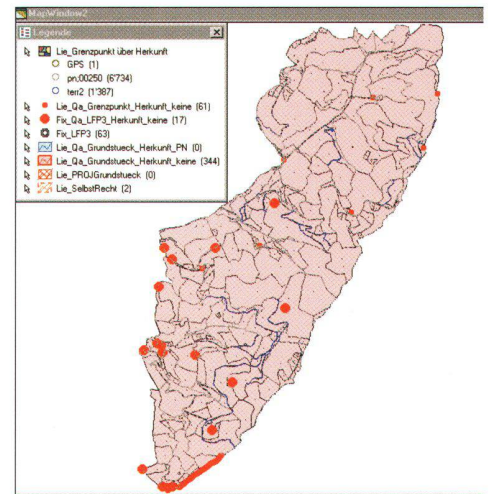 MapWindow2
Legende
Lie_Grenzpunkt über Herkunft
GPS (1)
pn;00250 (6'734)
terr2 (1'387)
Lie_Qa_Grenzpunkt_Herkunft_keine (61)
Fix_Qa_LFP3_Herkunft_keine (17)
Fix_LFP3 (63)
Lie_Qa_Grundstueck_Herkunft_PN (0)
Lie_Qa_Grundstueck_Herkunft_keine (344)
Lie_PROJGrundstueck (0)
Lie_SelbstRecht (2)